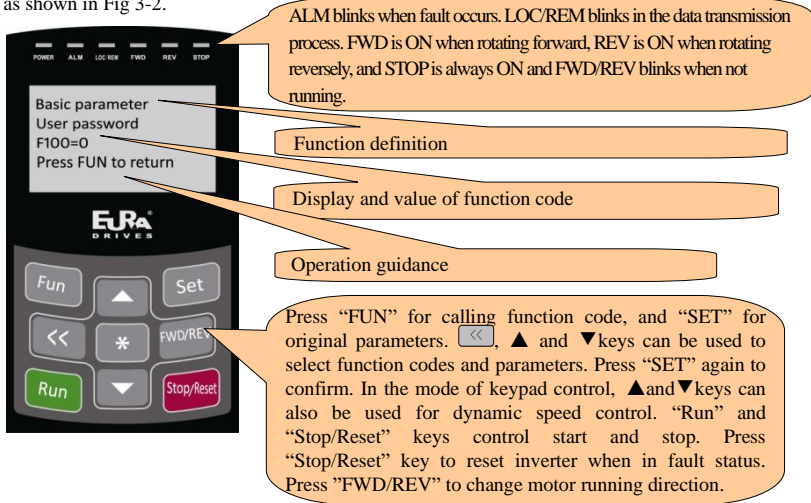 as shown in Fig 3-2.
ALM blinks when fault occurs. LOC/REM blinks in the data transmission
process. FWD is ON when rotating forward, REV is ON when rotating
reversely, and STOP is always ON and FWD/REV blinks when not
running.
POWER ALM LOC/REM FWD REV STOP
Basic parameter
User password
F100=0
Press FUN to return
Function definition
Display and value of function code
Operation guidance
EURA
DRIVES
Fun
Set
<<
*
FWD/REV
Run
Stop/Reset
Press “FUN” for calling function code, and “SET” for
original parameters. <<, ▲ and ▼keys can be used to
select function codes and parameters. Press “SET” again to
confirm. In the mode of keypad control, ▲and▼keys can
also be used for dynamic speed control. “Run” and
“Stop/Reset” keys control start and stop. Press
“Stop/Reset” key to reset inverter when in fault status.
Press ”FWD/REV” to change motor running direction.